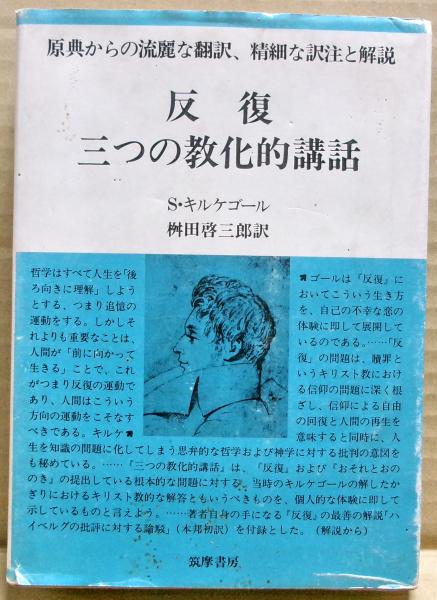 原典からの流麗な翻訳、精細な訳注と解説
反復
三つの教化的講話
S・キルケゴール
桝田啓三郎訳
哲学はすべて人生を「後
ろ向きに理解」しよう
とする、つまり追憶の
運動をする。しかしそ
れよりも重要なことは、
人間が「前に向かって
生きる」ことで、これ
がつまり反復の運動で
あり、人間はこういう
方向の運動をこそなす
べきである。キルケ
ゴールは『反復』に
おいてこういう生き方
を、自己の不幸な恋の
体験に即して展開して
いるのである。……『反
復』の問題は、贖罪と
いうキリスト教におけ
る信仰の問題に深く根
ざし、信仰による自由
の回復と人間の再生を
意味すると同時に、人
生を知識の問題に化してしまう思弁的な哲学および神学に対する批判の意図を
も秘めている。……『三つの教化的講話』は、『反復』および『おそれとおの
のき』の提出している根本的な問題に対する、当時のキルケゴールの解したか
ぎりにおけるキリスト教的な解答ともいうべきものを、個人的な体験に即して
示しているものと言えよう。……著者自身の手になる『反復』の最善の解説「ハ
イベルグの批評に対する論駁」（本邦初訳）を付録とした。（解説から）
筑摩書房